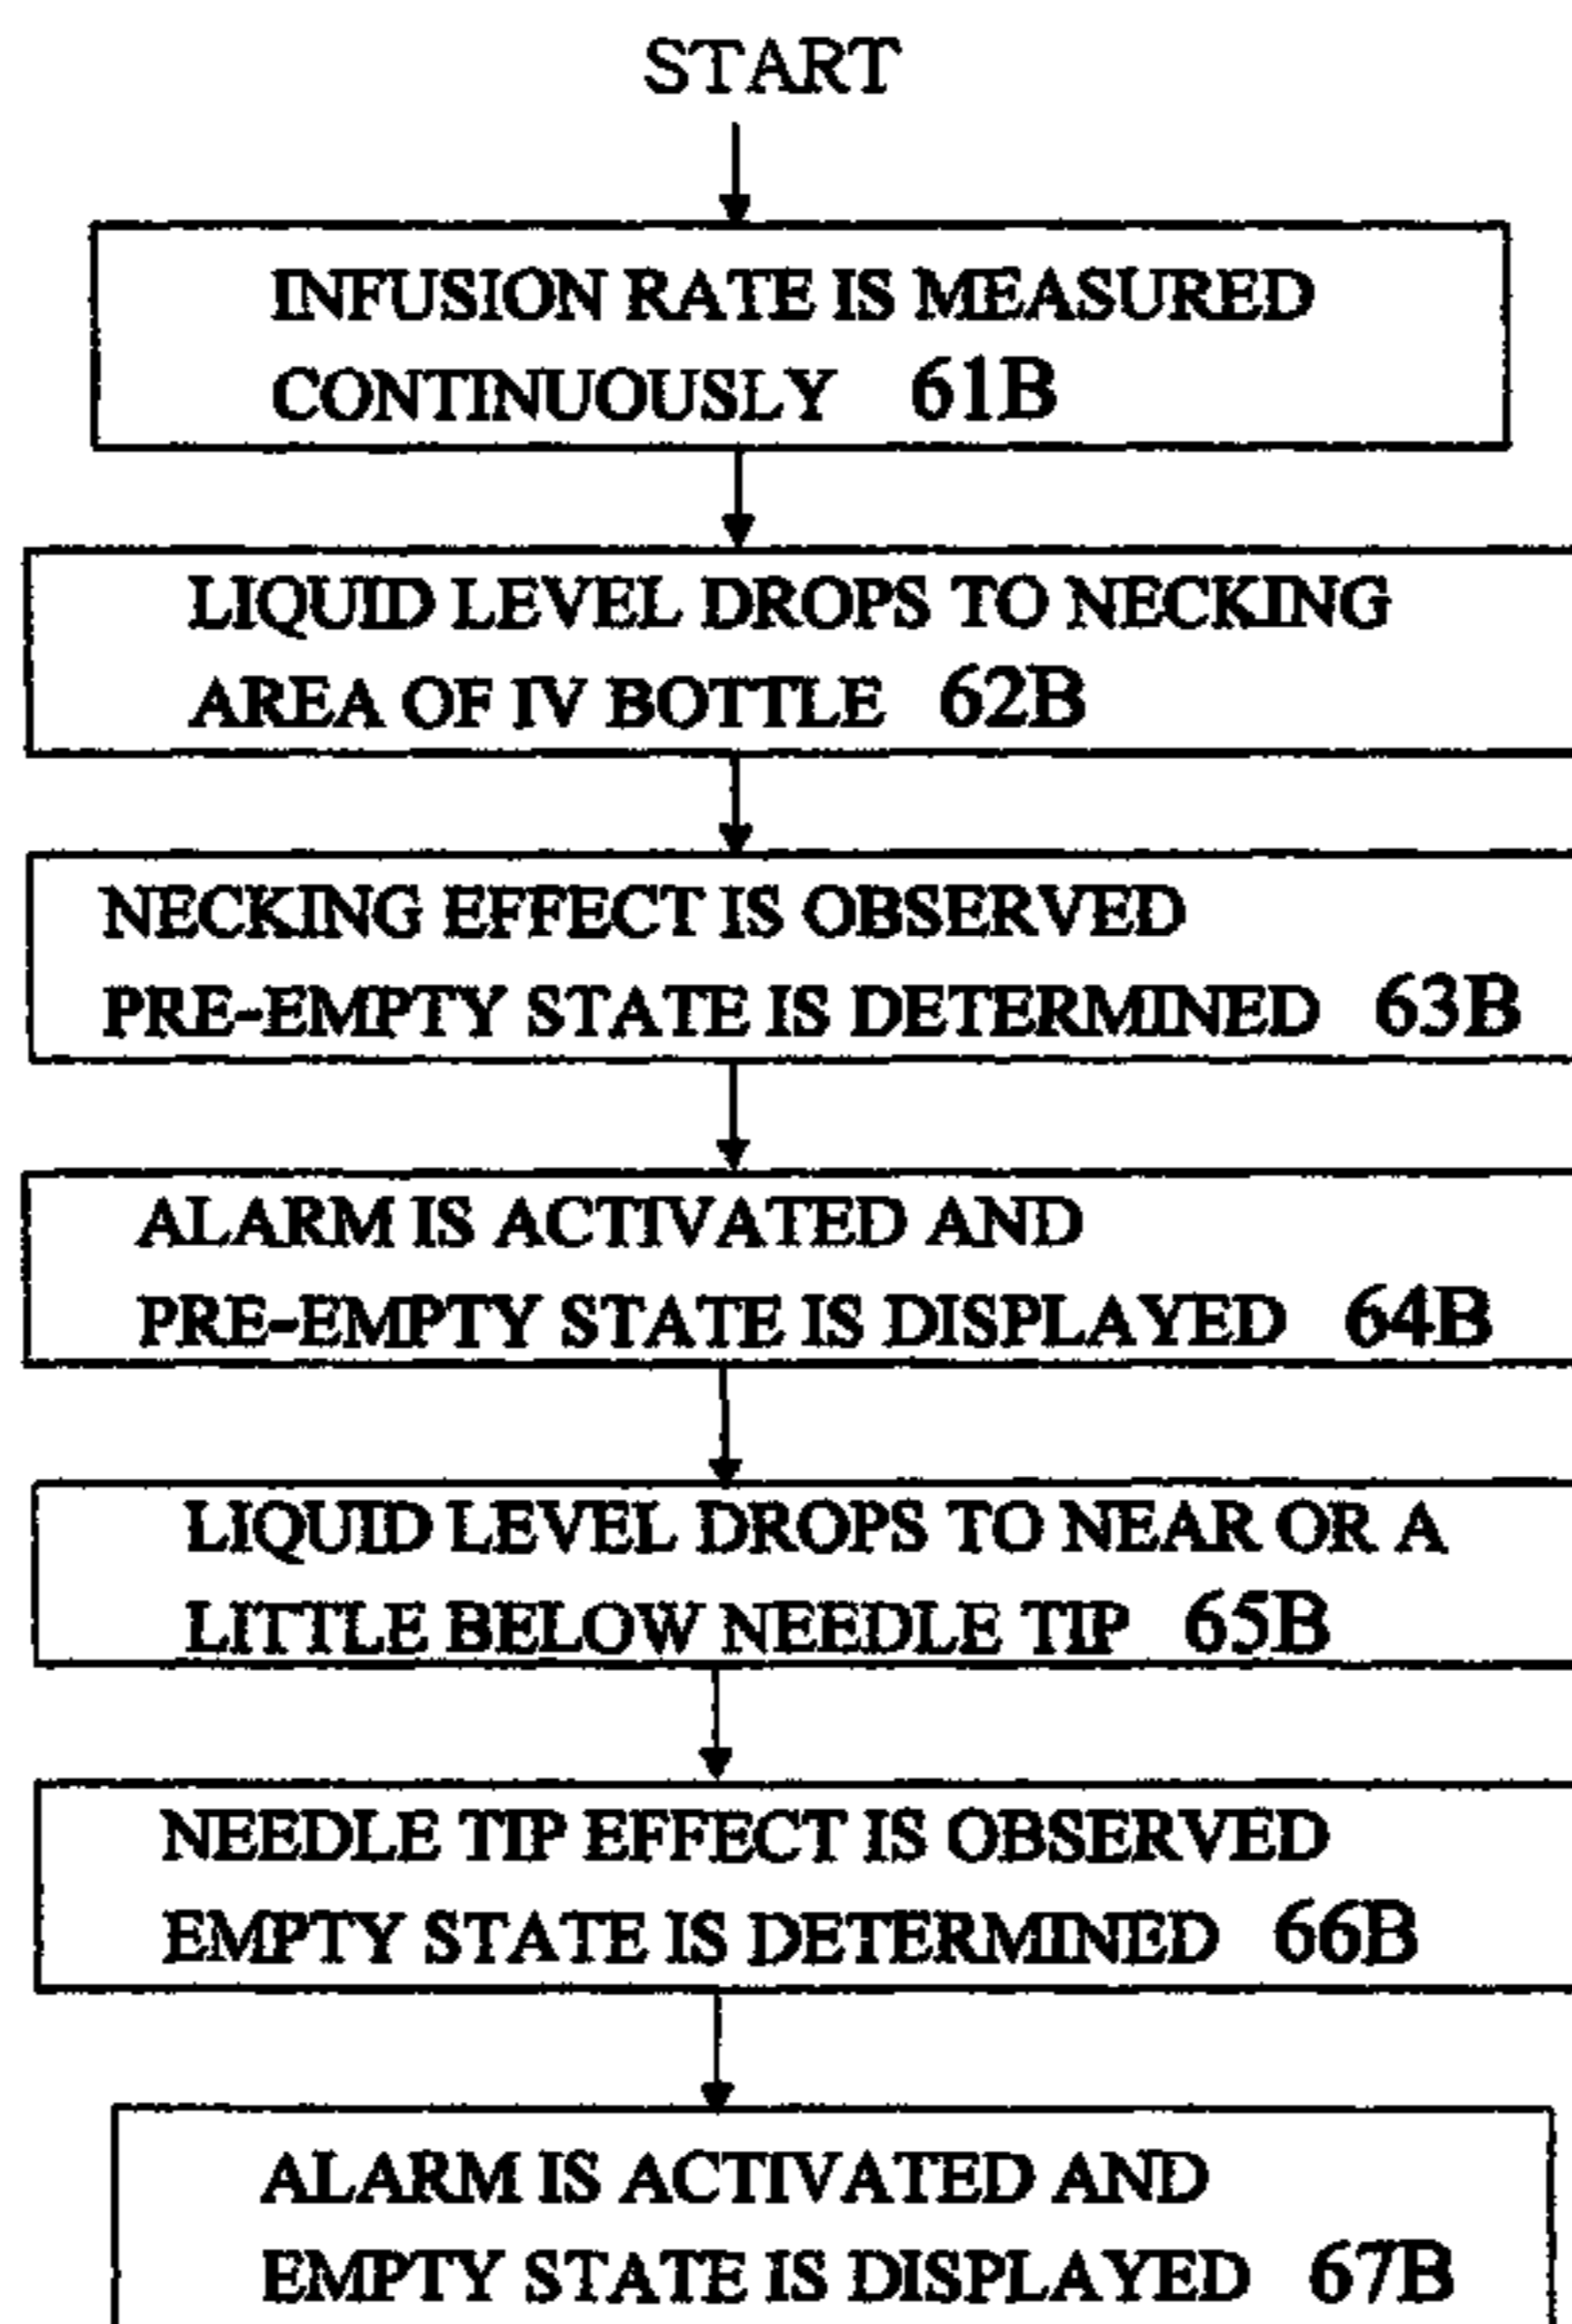 START
INFUSION RATE IS MEASURED
CONTINUOUSLY 61B
LIQUID LEVEL DROPS TO NECKING
AREA OF IV BOTTLE 62B
NECKING EFFECT IS OBSERVED
PRE-EMPTY STATE IS DETERMINED 63B
ALARM IS ACTIVATED AND
PRE-EMPTY STATE IS DISPLAYED 64B
LIQUID LEVEL DROPS TO NEAR OR A
LITTLE BELOW NEEDLE TIP 65B
NEEDLE TIP EFFECT IS OBSERVED
EMPTY STATE IS DETERMINED 66B
ALARM IS ACTIVATED AND
EMPTY STATE IS DISPLAYED 67B